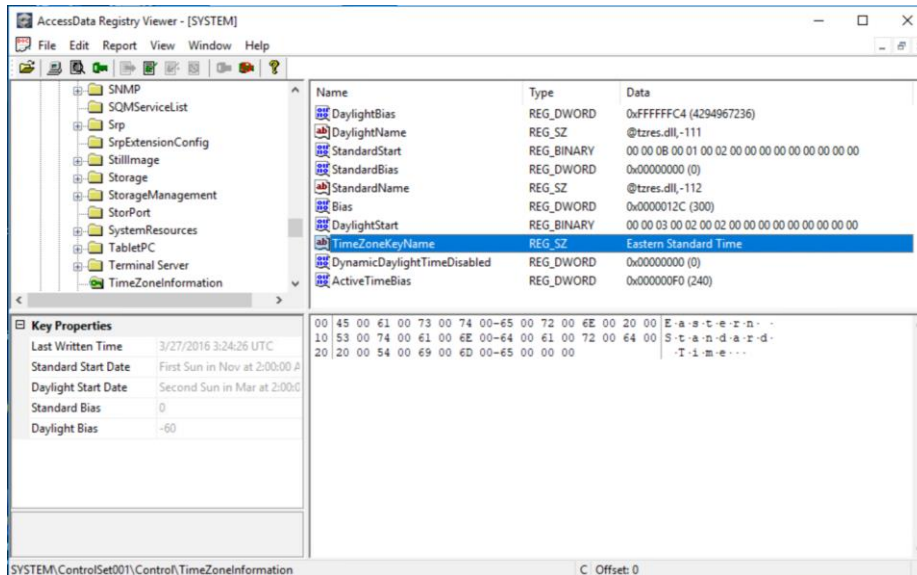 AccessData Registry Viewer - [SYSTEM]
File Edit Report View Window Help
SNMP
SQMServiceList
Srp
SrpExtensionConfig
StillImage
Storage
StorageManagement
StorPort
SystemResources
TabletPC
Terminal Server
TimeZoneInformation
Name Type Data
DaylightBias REG_DWORD 0xFFFFFFC4 (4294967236)
DaylightName REG_SZ @tzres.dll,-111
StandardStart REG_BINARY 00 00 0B 00 01 00 02 00 00 00 00 00 00 00 00 00
StandardBias REG_DWORD 0x00000000 (0)
StandardName REG_SZ @tzres.dll,-112
Bias REG_DWORD 0x0000012C (300)
DaylightStart REG_BINARY 00 00 03 00 02 00 02 00 00 00 00 00 00 00 00 00
TimeZoneKeyName REG_SZ Eastern Standard Time
DynamicDaylightTimeDisabled REG_DWORD 0x00000000 (0)
ActiveTimeBias REG_DWORD 0x000000F0 (240)
Key Properties
Last Written Time 3/27/2016 3:24:26 UTC
Standard Start Date First Sun in Nov at 2:00:00 A
Daylight Start Date Second Sun in Mar at 2:00:0
Standard Bias 0
Daylight Bias -60
00 45 00 61 00 73 00 74 00-65 00 72 00 6E 00 20 00 E·a·s·t·e·r·n· ·
10 53 00 74 00 61 00 6E 00-64 00 61 00 72 00 64 00 S·t·a·n·d·a·r·d·
20 20 00 54 00 69 00 6D 00-65 00 00 00 ·T·i·m·e···
SYSTEM\ControlSet001\Control\TimeZoneInformation C Offset: 0